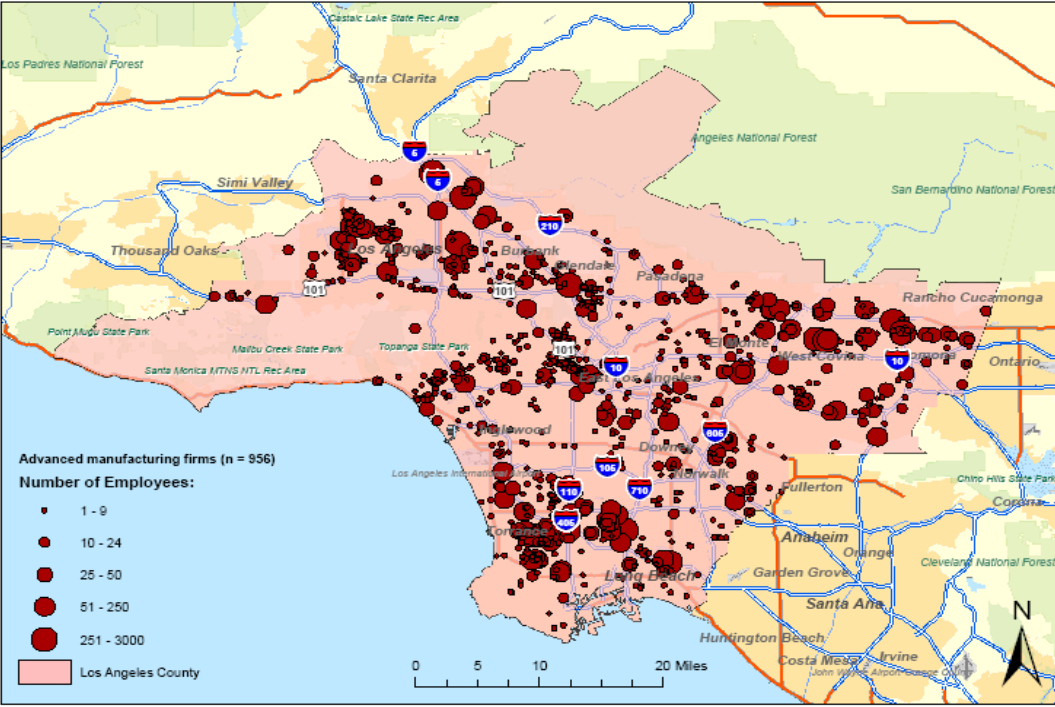 Castaic Lake State Rec Area
Los Padres National Forest
Santa Clarita
Angeles National Forest
5
5
Simi Valley
San Bernardino National Forest
210
Thousand Oaks
Los Angeles
Burbank
Glendale
Pasadena
101
101
Rancho Cucamonga
Point Mugu State Park
Malibu Creek State Park
Topanga State Park
101
El Monte
West Covina
10
Pomona
Ontario
Santa Monica MTNS NTL Rec Area
10
East Los Angeles
Inglewood
605
Downey
Advanced manufacturing firms (n = 956)
Number of Employees:
Los Angeles International Airport
105
Norwalk
110
710
Fullerton
Chino Hills State Park
Corona
1 - 9
405
Torrance
Anaheim
10 - 24
Orange
Cleveland National Forest
25 - 50
Long Beach
Garden Grove
51 - 250
Santa Ana
N
251 - 3000
Huntington Beach
Los Angeles County
0 5 10 20 Miles
Costa Mesa
Irvine